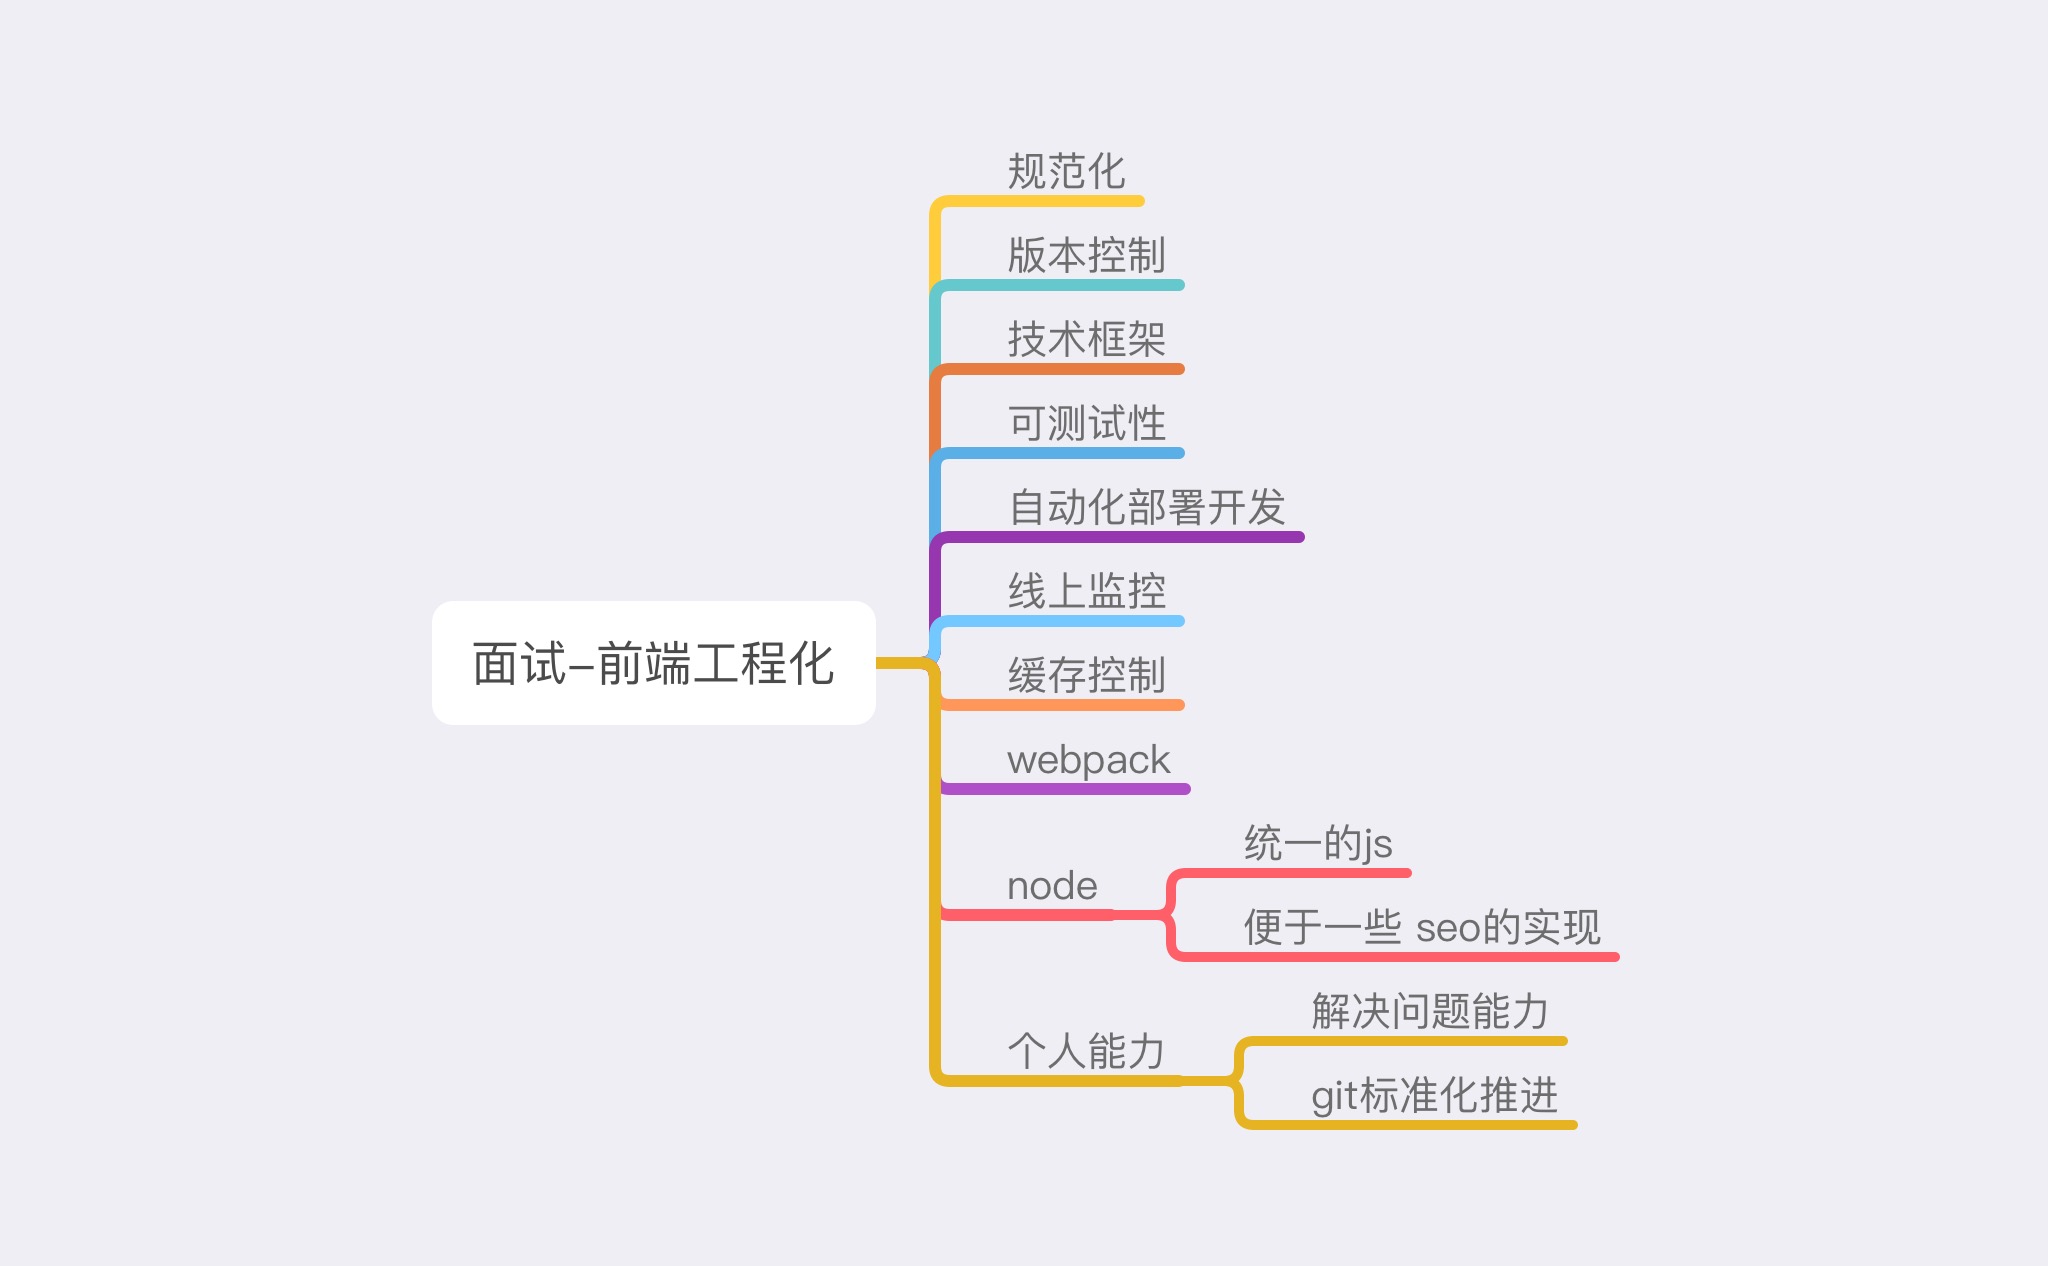 规范化
版本控制
技术框架
可测试性
自动化部署开发
线上监控
面试-前端工程化
缓存控制
webpack
统一的js
node
便于一些 seo的实现
解决问题能力
个人能力
git标准化推进